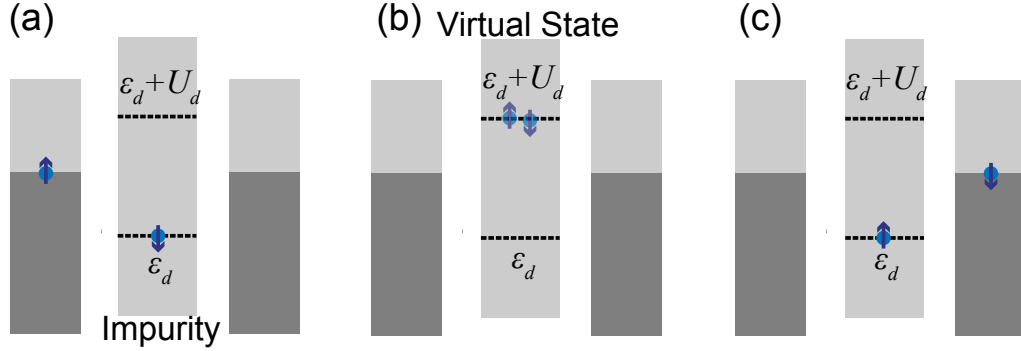 (a)
ε_d+U_d
ε_d
Impurity
(b)
Virtual State
ε_d+U_d
ε_d
(c)
ε_d+U_d
ε_d